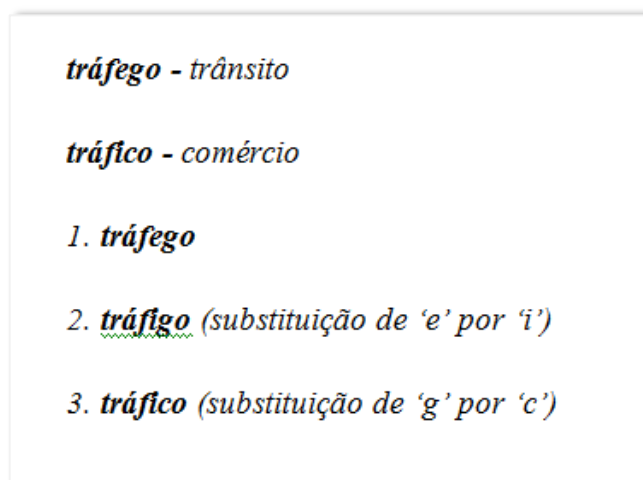 tráfego - trânsito
tráfico - comércio
1. tráfego
2. tráfigo (substituição de ‘e’ por ‘i’)
3. tráfico (substituição de ‘g’ por ‘c’)